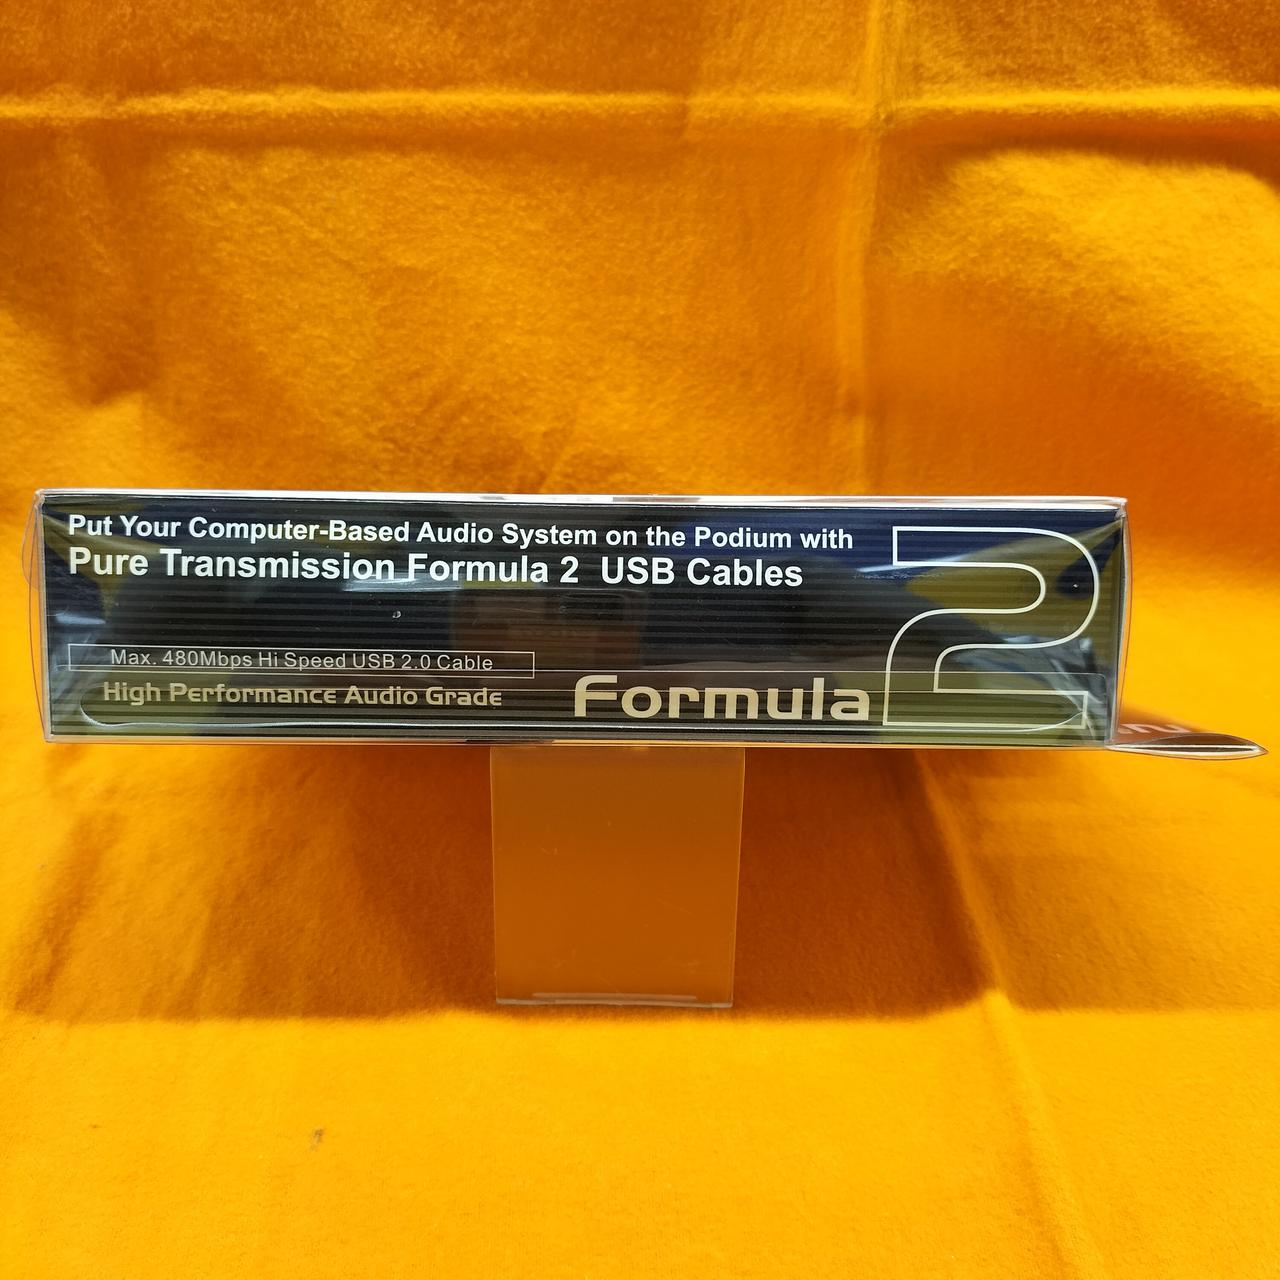 Put Your Computer-Based Audio System on the Podium with
Pure Transmission Formula 2 USB Cables
Max. 480Mbps Hi Speed USB 2.0 Cable
High Performance Audio Grade
Formula 2